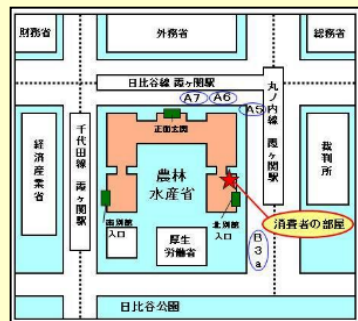 財務省
外務省
総務省
日比谷線 霞ヶ関駅
A7
A6
A5
丸ノ内線 霞ヶ関駅
正面玄関
経済産業省
千代田線 霞ヶ関駅
農林
水産省
裁判所
南別館
入口
北別館
入口
消費者の部屋
厚生
労働省
B3a
日比谷公園